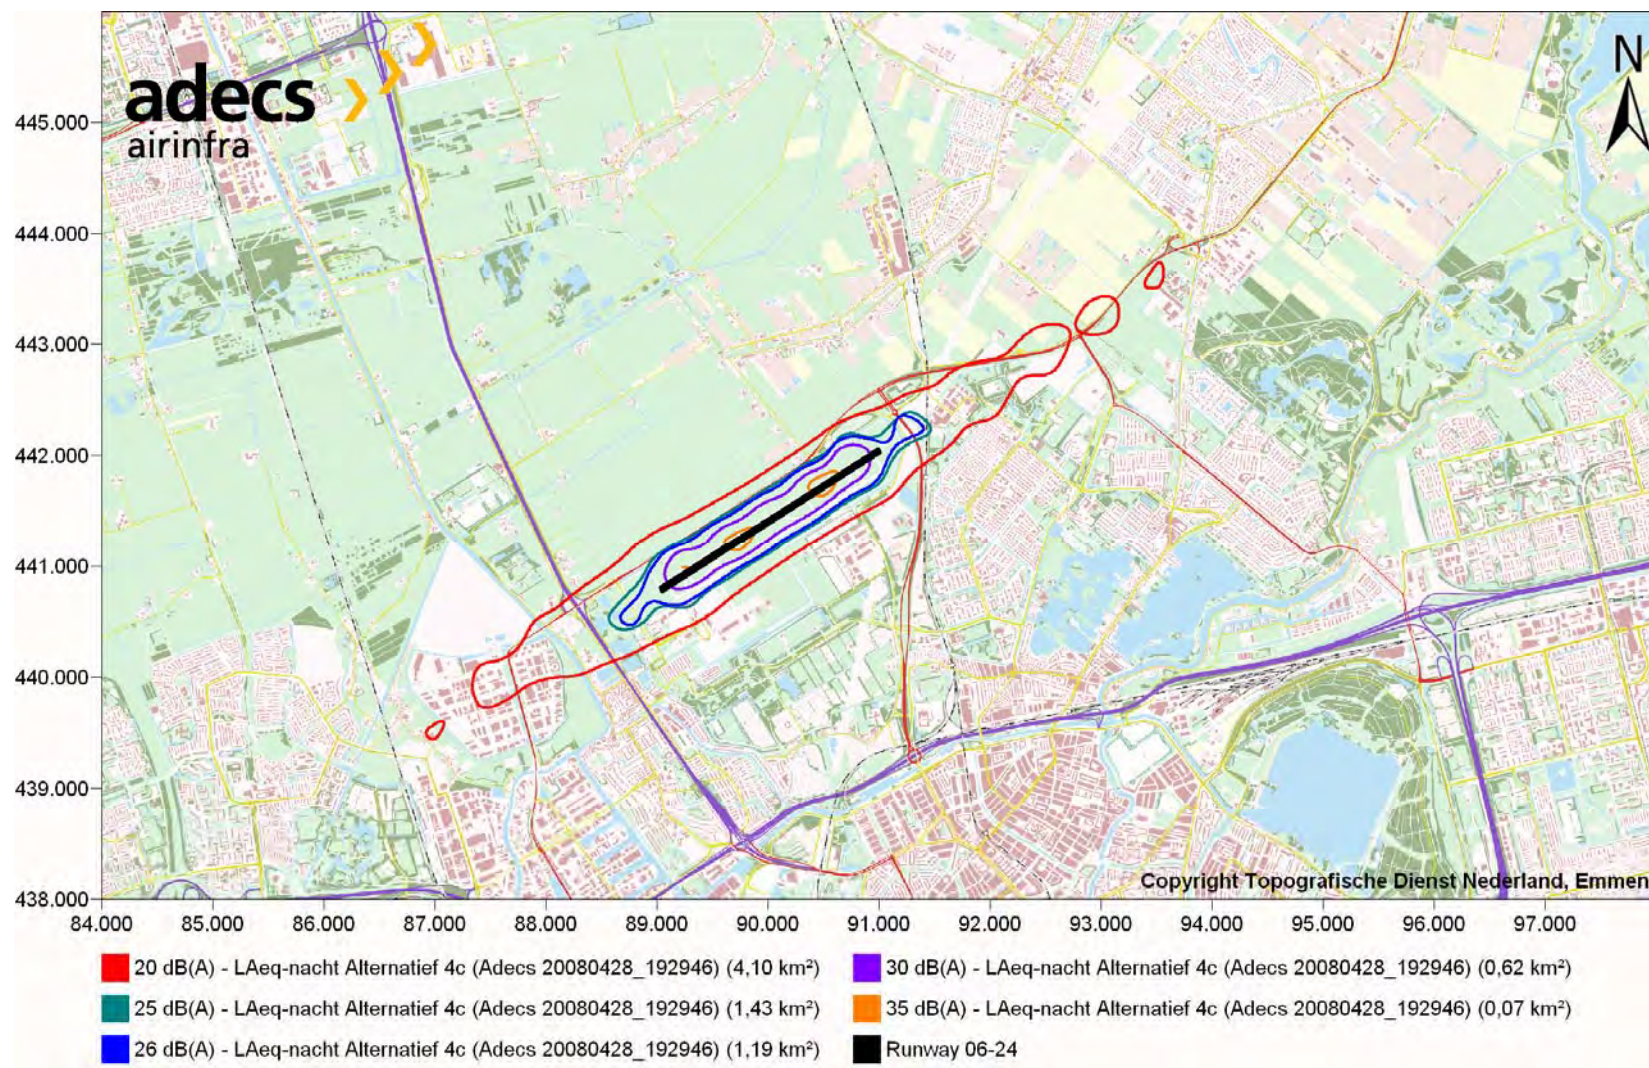 adecs
airinfra
N
445.000
444.000
443.000
442.000
441.000
440.000
439.000
438.000
Copyright Topografische Dienst Nederland, Emmen
84.000 85.000 86.000 87.000 88.000 89.000 90.000 91.000 92.000 93.000 94.000 95.000 96.000 97.000
20 dB(A) - LAeq-nacht Alternatief 4c (Adecs 20080428_192946) (4,10 km²)
25 dB(A) - LAeq-nacht Alternatief 4c (Adecs 20080428_192946) (1,43 km²)
26 dB(A) - LAeq-nacht Alternatief 4c (Adecs 20080428_192946) (1,19 km²)
30 dB(A) - LAeq-nacht Alternatief 4c (Adecs 20080428_192946) (0,62 km²)
35 dB(A) - LAeq-nacht Alternatief 4c (Adecs 20080428_192946) (0,07 km²)
Runway 06-24